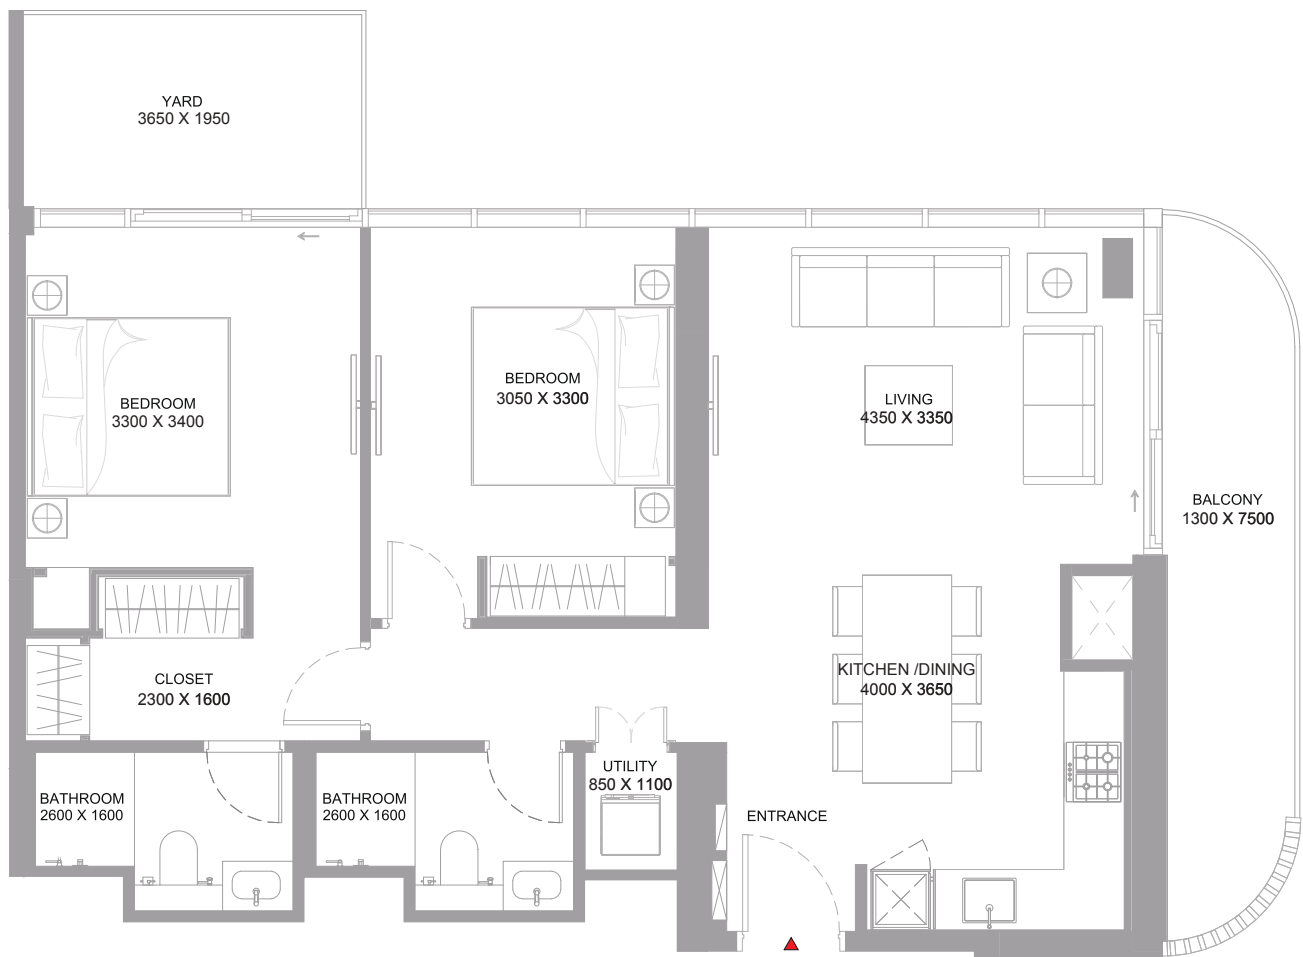 YARD
3650 X 1950
BEDROOM
3300 X 3400
BEDROOM
3050 X 3300
LIVING
4350 X 3350
BALCONY
1300 X 7500
CLOSET
2300 X 1600
KITCHEN /DINING
4000 X 3650
BATHROOM
2600 X 1600
BATHROOM
2600 X 1600
UTILITY
850 X 1100
ENTRANCE